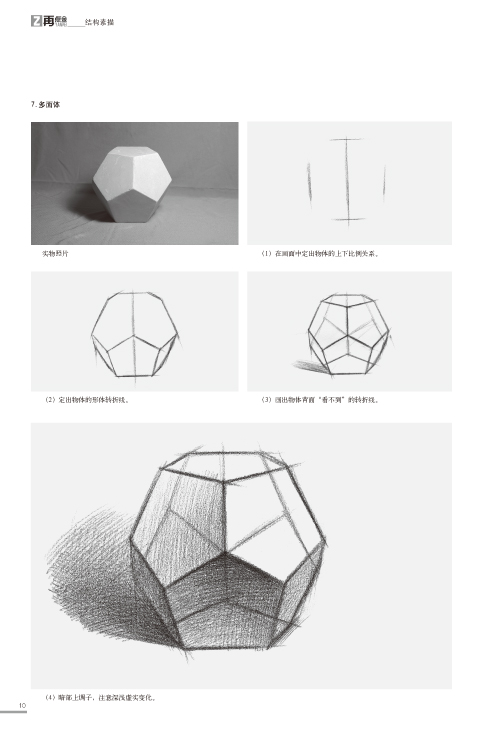 再 结构素描
7.多面体
实物照片
（1）在画面中定出物体的上下比例关系。
（2）定出物体的形体转折线。
（3）画出物体背面“看不到”的转折线。
（4）暗部上调子，注意深浅虚实变化。
10